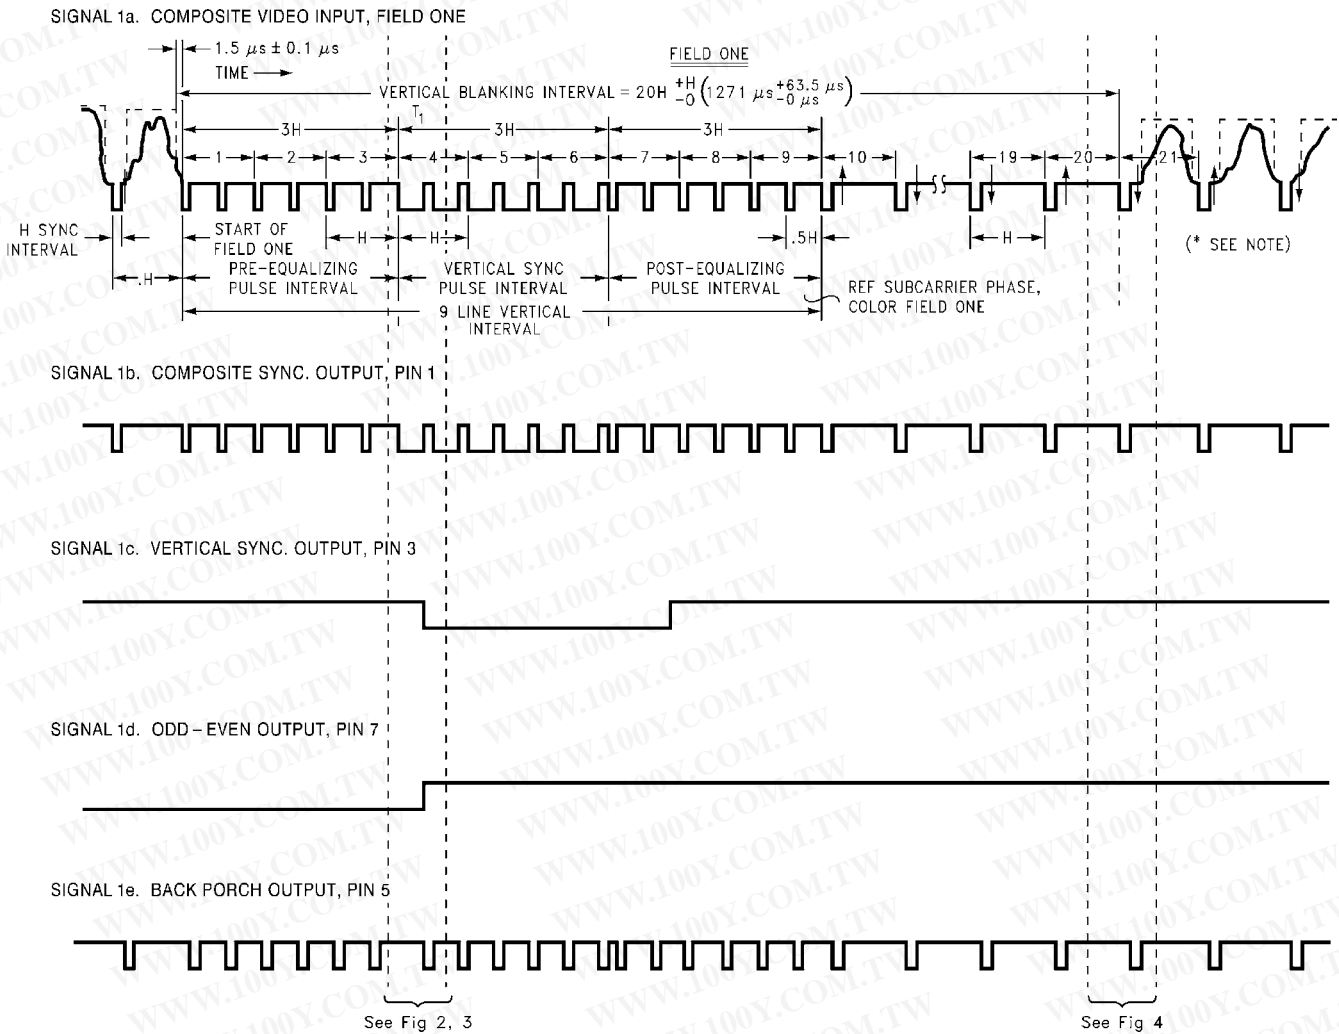 SIGNAL 1a. COMPOSITE VIDEO INPUT, FIELD ONE
1.5 μs ± 0.1 μs
TIME
FIELD ONE
VERTICAL BLANKING INTERVAL = 20H +H -0 (1271 μs +63.5 μs -0 μs)
T1
3H 3H 3H
1 2 3 4 5 6 7 8 9 10 19 20 21
H SYNC
INTERVAL
START OF
FIELD ONE
H H .5H H
(* SEE NOTE)
.H
PRE-EQUALIZING
PULSE INTERVAL
VERTICAL SYNC
PULSE INTERVAL
POST-EQUALIZING
PULSE INTERVAL
REF SUBCARRIER PHASE,
COLOR FIELD ONE
9 LINE VERTICAL
INTERVAL
SIGNAL 1b. COMPOSITE SYNC. OUTPUT, PIN 1
SIGNAL 1c. VERTICAL SYNC. OUTPUT, PIN 3
SIGNAL 1d. ODD – EVEN OUTPUT, PIN 7
SIGNAL 1e. BACK PORCH OUTPUT, PIN 5
See Fig 2, 3
See Fig 4
WWW.100Y.COM.TW